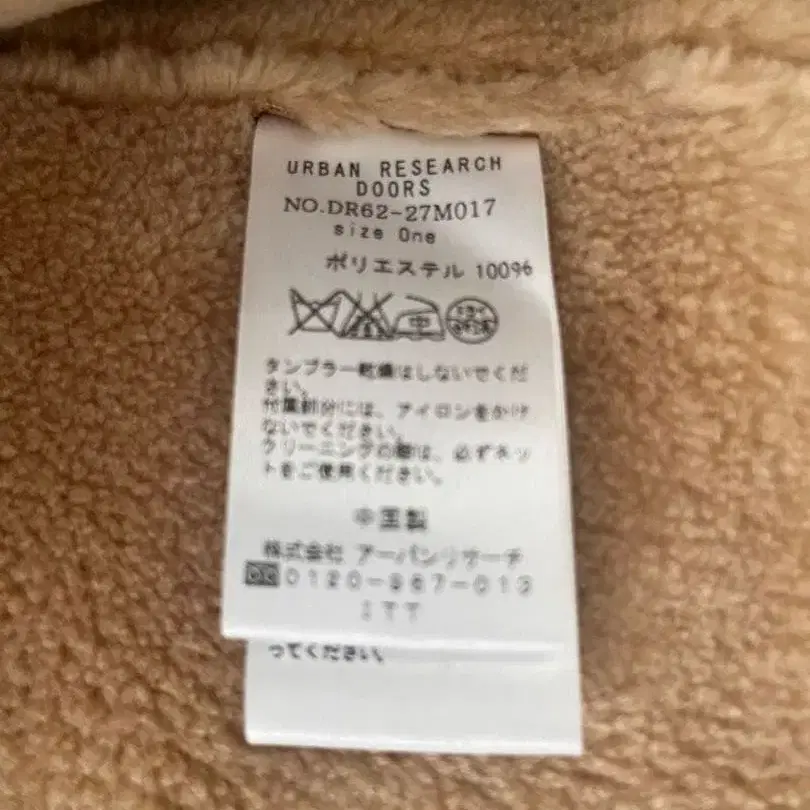 URBAN RESEARCH
DOORS
NO.DR62-27M017
size One
ポリエステル 100%
タンブラー乾燥はしないでくだ
さい。
付属部分には、アイロンをかけ
ないでください。
クリーニングの際は、必ずネッ
トをご使用ください。
中国製
株式会社 アーバンリサーチ
0120-987-013
ITT
ってください。